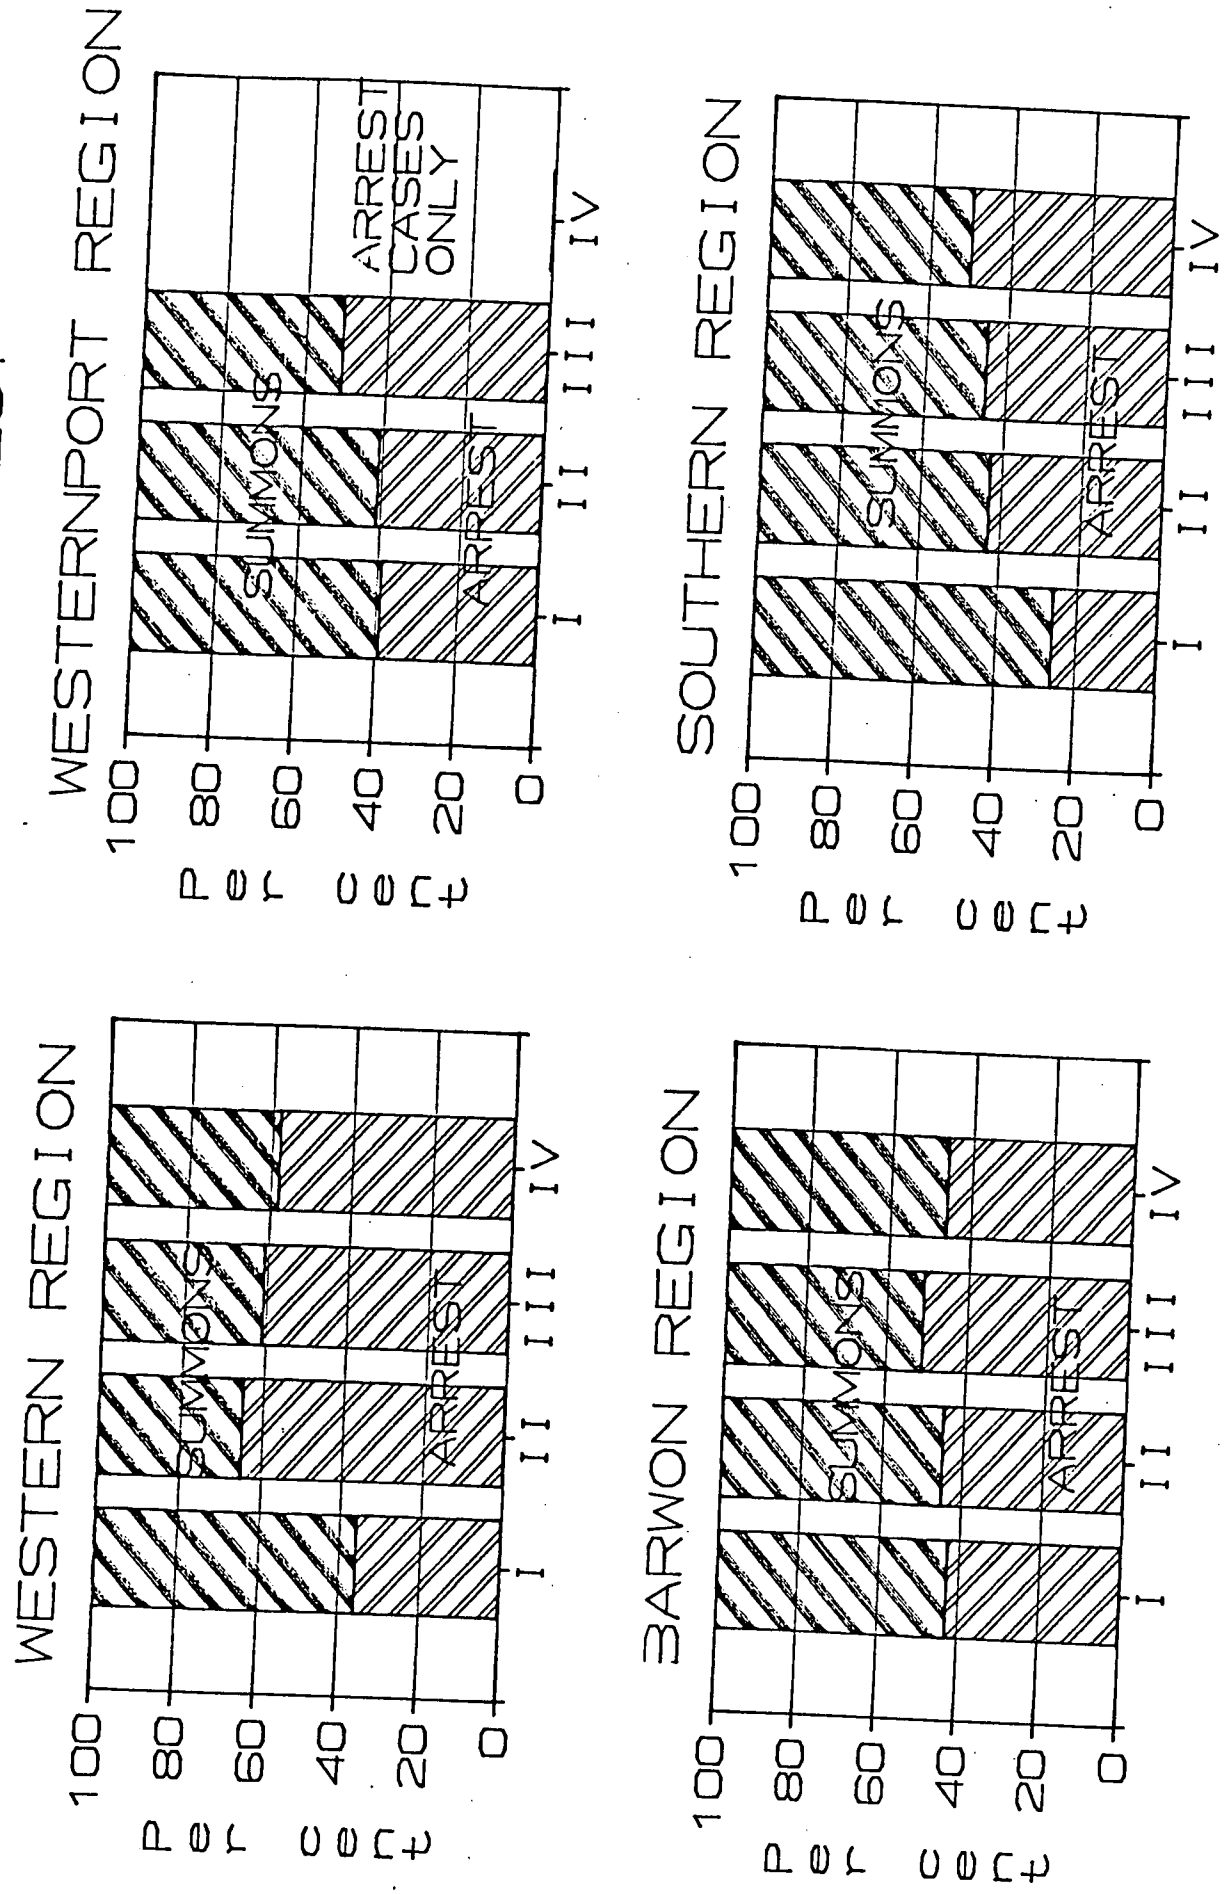 WESTERN REGION
Per cent
100
80
60
40
20
0
SUMMONS
ARREST
I
II
III
IV
WESTERNPORT REGION
Per cent
100
80
60
40
20
0
SUMMONS
ARREST
ARREST
CASES
ONLY
I
II
III
IV
BARWON REGION
Per cent
100
80
60
40
20
0
SUMMONS
ARREST
I
II
III
IV
SOUTHERN REGION
Per cent
100
80
60
40
20
0
SUMMONS
ARREST
I
II
III
IV